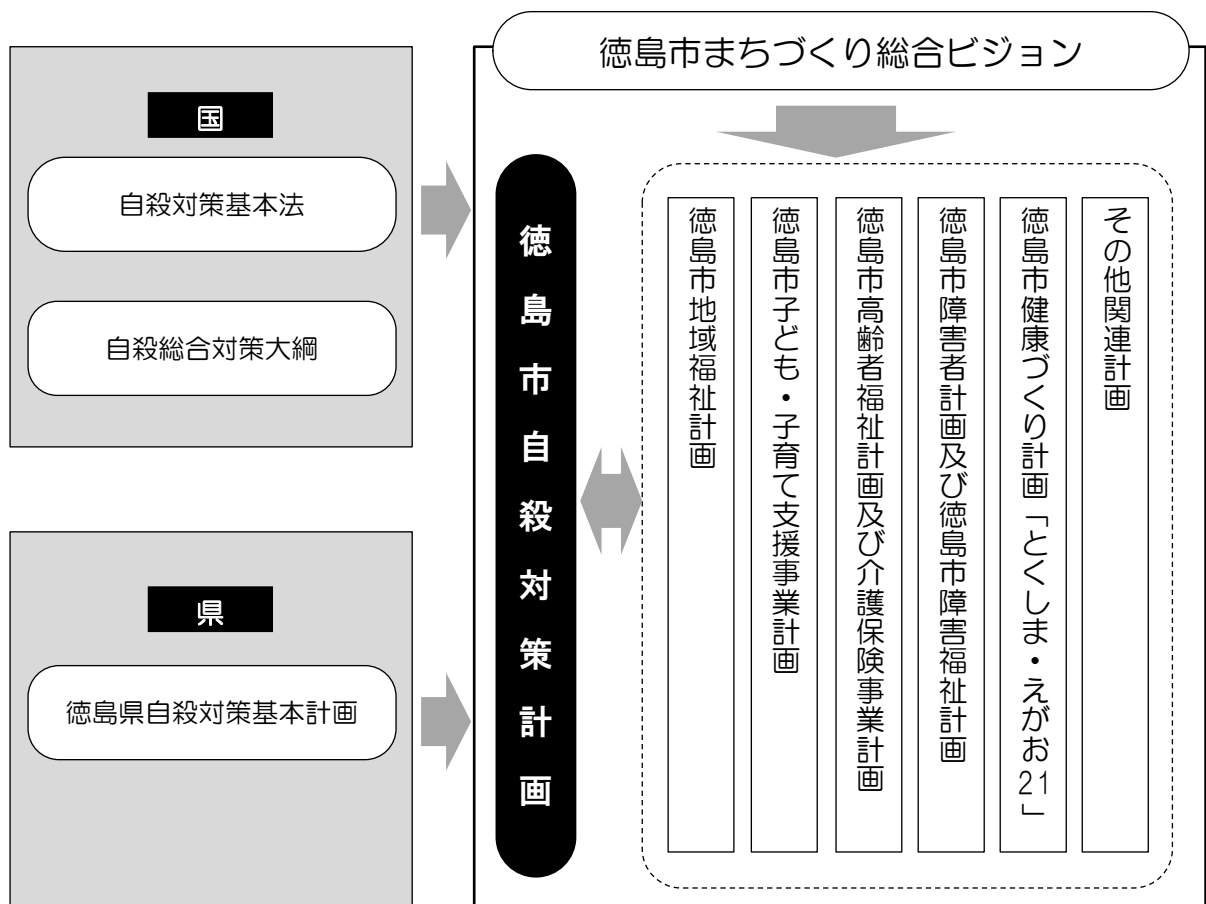 徳島市まちづくり総合ビジョン
国
自殺対策基本法
自殺総合対策大綱
県
徳島県自殺対策基本計画
徳島市自殺対策計画
徳島市地域福祉計画
徳島市子ども・子育て支援事業計画
徳島市高齢者福祉計画及び介護保険事業計画
徳島市障害者計画及び徳島市障害福祉計画
徳島市健康づくり計画「とくしま・えがお21」
その他関連計画